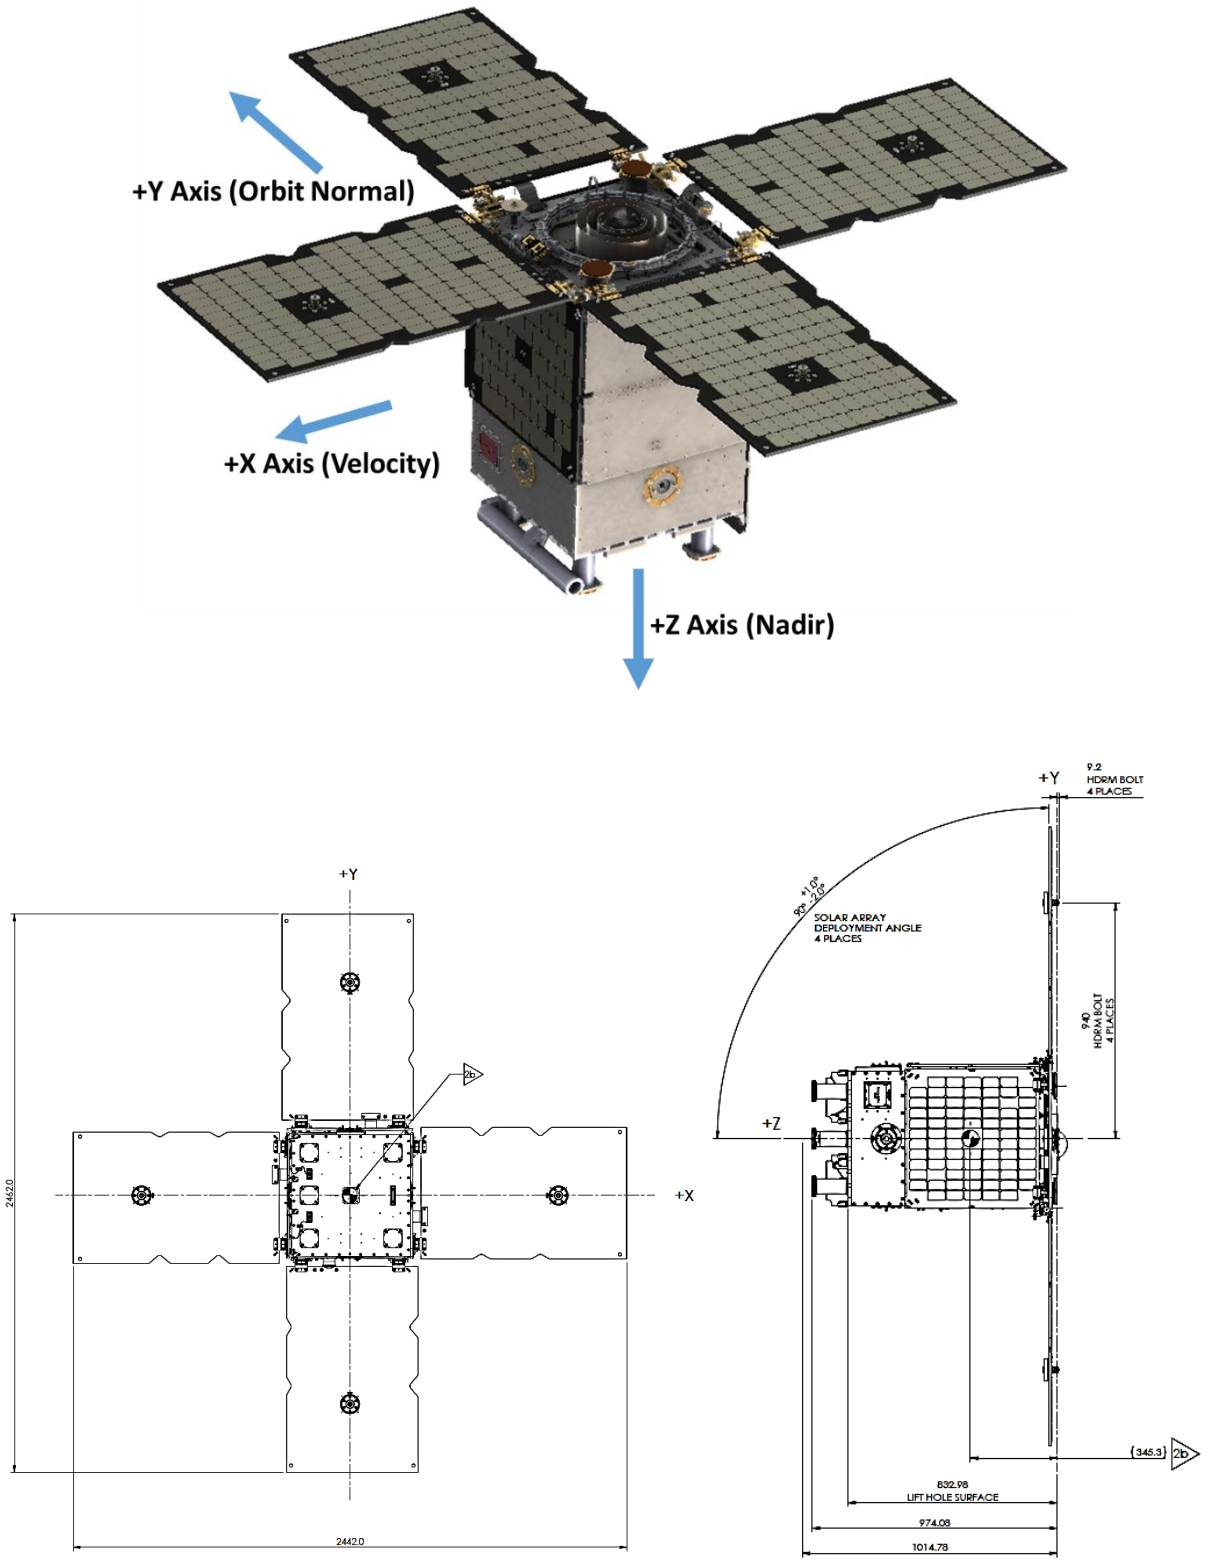 +Y Axis (Orbit Normal)
+X Axis (Velocity)
+Z Axis (Nadir)
+Y
9.2
HDRM BOLT
4 PLACES
+1.0°
90° -2.0°
SOLAR ARRAY
DEPLOYMENT ANGLE
4 PLACES
940
HDRM BOLT
4 PLACES
+Z
+Y
2b
+X
2462.0
2442.0
{345.3} 2b
832.98
LIFT HOLE SURFACE
974.08
1014.78